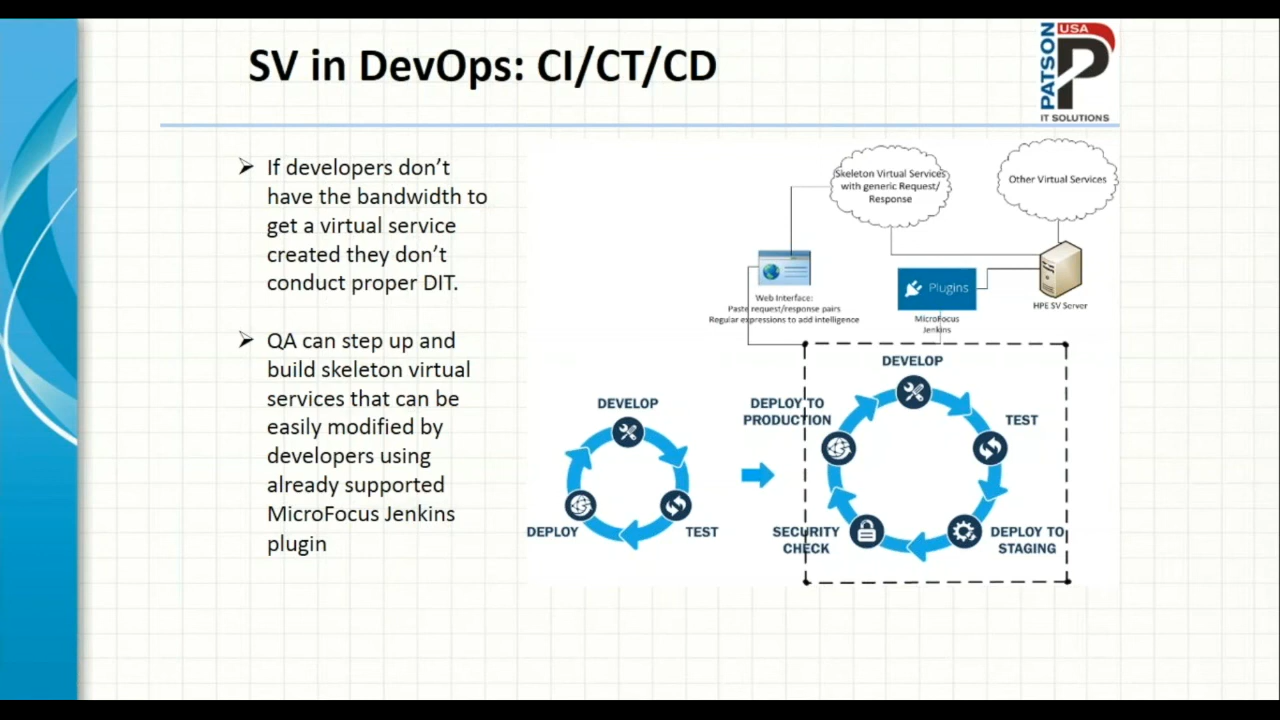 SV in DevOps: CI/CT/CD
PATSON
USA
P
IT SOLUTIONS
If developers don’t
have the bandwidth to
get a virtual service
created they don’t
conduct proper DIT.
QA can step up and
build skeleton virtual
services that can be
easily modified by
developers using
already supported
MicroFocus Jenkins
plugin
Skeleton Virtual Services
with generic Request/
Response
Other Virtual Services
Web Interface:
Paste request/response pairs
Regular expressions to add intelligence
Plugins
MicroFocus
Jenkins
HPE SV Server
DEVELOP
TEST
DEPLOY
DEVELOP
TEST
DEPLOY TO
STAGING
SECURITY
CHECK
DEPLOY TO
PRODUCTION